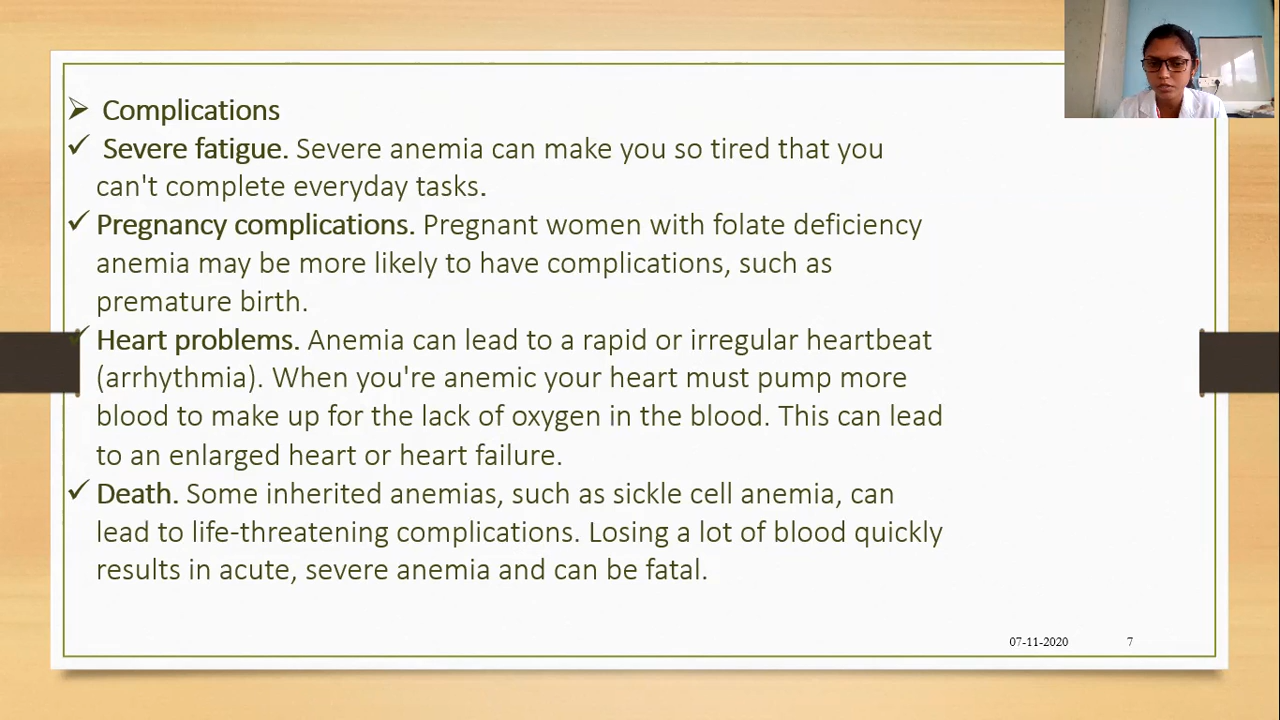 ➢ Complications
✓ Severe fatigue. Severe anemia can make you so tired that you
can't complete everyday tasks.
✓ Pregnancy complications. Pregnant women with folate deficiency
anemia may be more likely to have complications, such as
premature birth.
✓ Heart problems. Anemia can lead to a rapid or irregular heartbeat
(arrhythmia). When you're anemic your heart must pump more
blood to make up for the lack of oxygen in the blood. This can lead
to an enlarged heart or heart failure.
✓ Death. Some inherited anemias, such as sickle cell anemia, can
lead to life-threatening complications. Losing a lot of blood quickly
results in acute, severe anemia and can be fatal.
07-11-2020 7